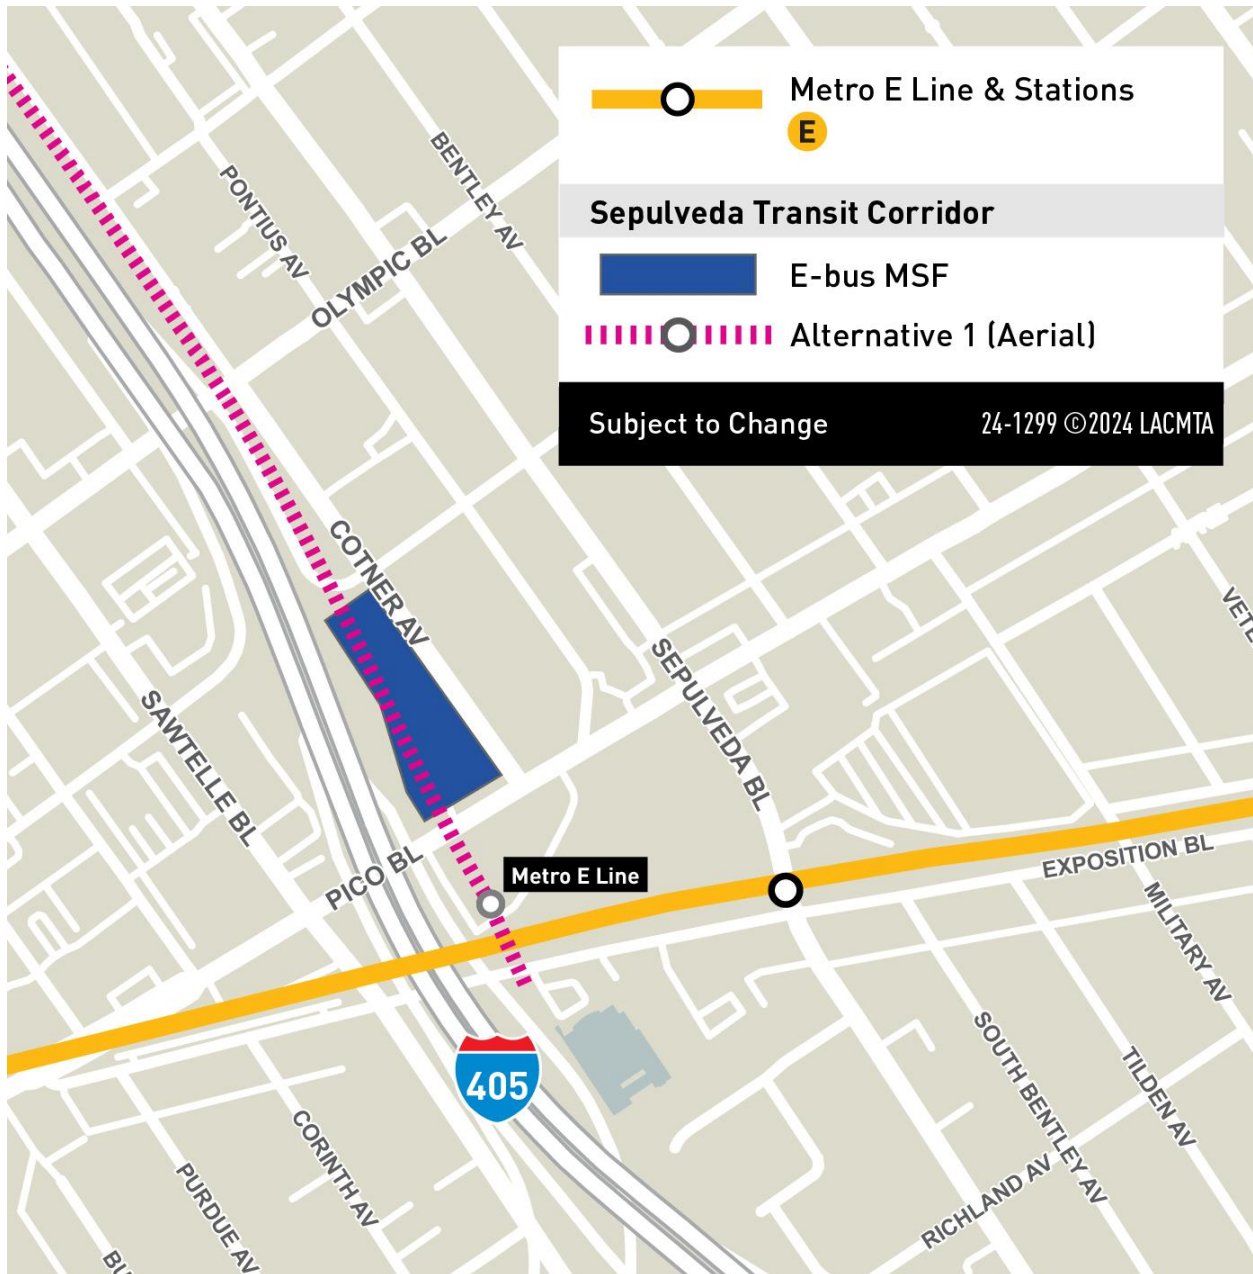 Metro E Line & Stations
E
Sepulveda Transit Corridor
E-bus MSF
Alternative 1 (Aerial)
Subject to Change 24-1299 ©2024 LACMTA
BENTLEY AV
PONTIUS AV
OLYMPIC BL
COTNER AV
SEPULVEDA BL
SAWTELLE BL
PICO BL
Metro E Line
EXPOSITION BL
MILITARY AV
405
SOUTH BENTLEY AV
TILDEN AV
RICHLAND AV
CORINTH AV
PURDUE AV